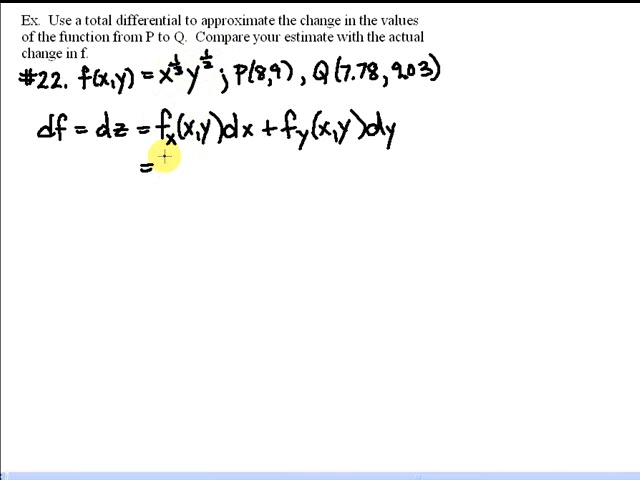 Ex. Use a total differential to approximate the change in the values
of the function from P to Q. Compare your estimate with the actual
change in f.
#22. f(x,y) = x^{1/3} y^{1/2} ; P(8,9) , Q(7.78, 9.03)
df = dz = f_x(x,y)dx + f_y(x,y)dy
=